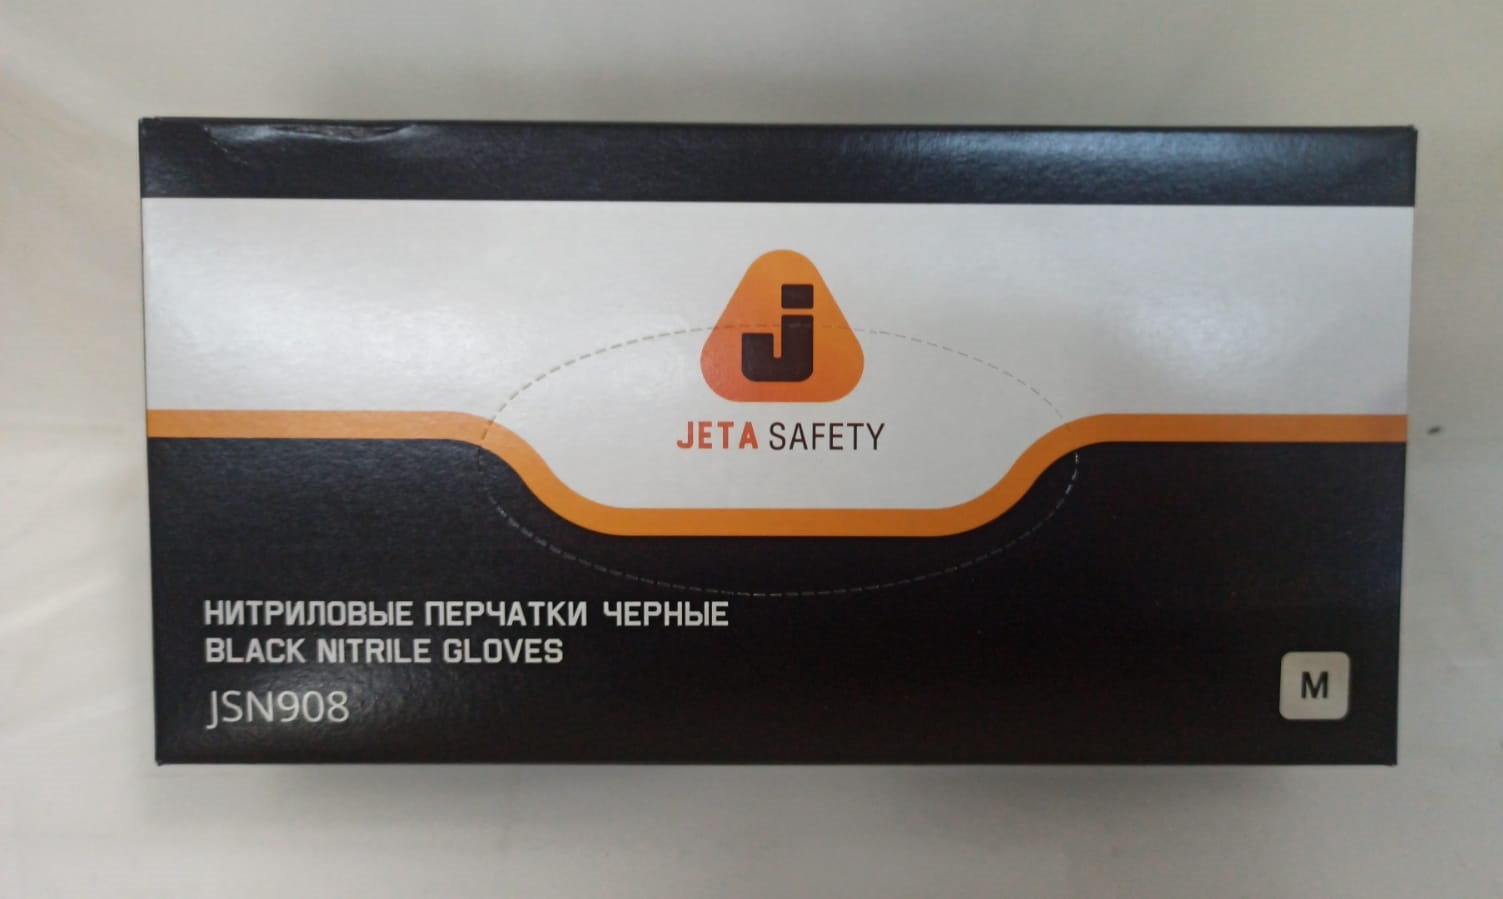 J
JETA SAFETY
НИТРИЛОВЫЕ ПЕРЧАТКИ ЧЕРНЫЕ
BLACK NITRILE GLOVES
JSN908
M